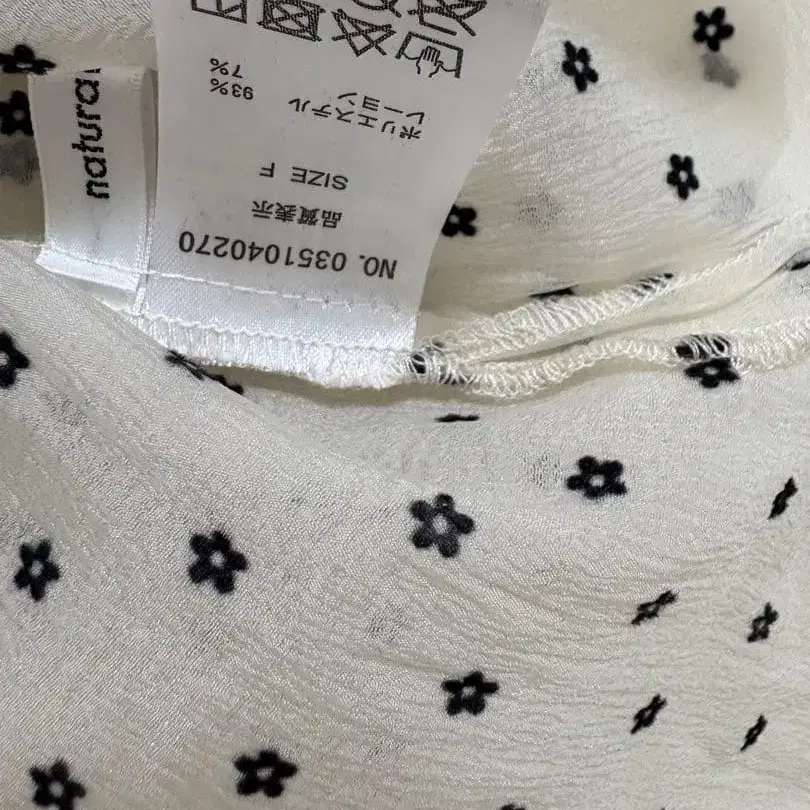 NO. 0351040270
品質表示
SIZE F
ポリエステル 93%
レーヨン 7%
natural